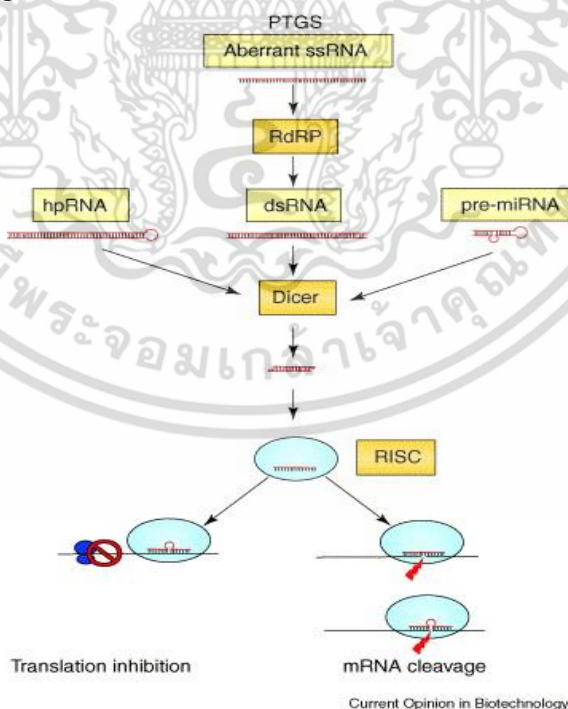 PTGS
Aberrant ssRNA
RdRP
hpRNA
dsRNA
pre-miRNA
Dicer
RISC
Translation inhibition
mRNA cleavage
Current Opinion in Biotechnology